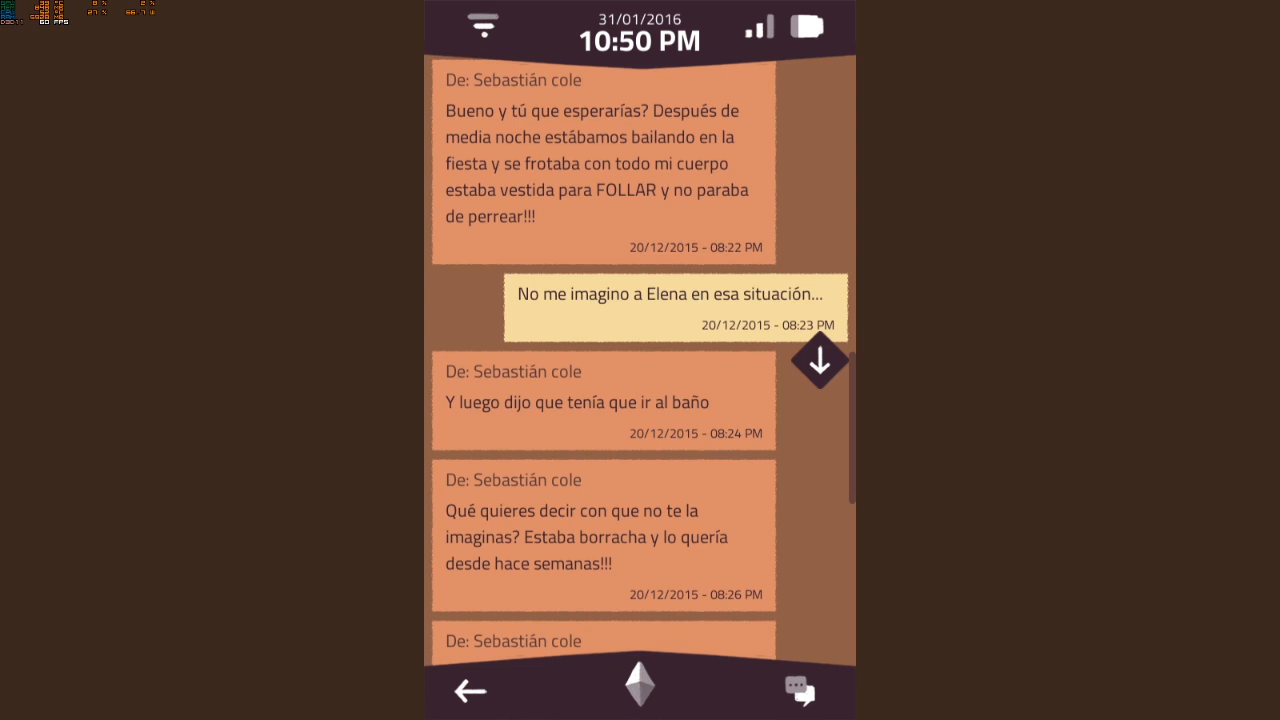 31/01/2016
10:50 PM
De: Sebastián cole
Bueno y tú que esperarías? Después de
media noche estábamos bailando en la
fiesta y se frotaba con todo mi cuerpo
estaba vestida para FOLLAR y no paraba
de perrear!!!
20/12/2015 - 08:22 PM
No me imagino a Elena en esa situación...
20/12/2015 - 08:23 PM
De: Sebastián cole
Y luego dijo que tenía que ir al baño
20/12/2015 - 08:24 PM
De: Sebastián cole
Qué quieres decir con que no te la
imaginas? Estaba borracha y lo quería
desde hace semanas!!!
20/12/2015 - 08:26 PM
De: Sebastián cole